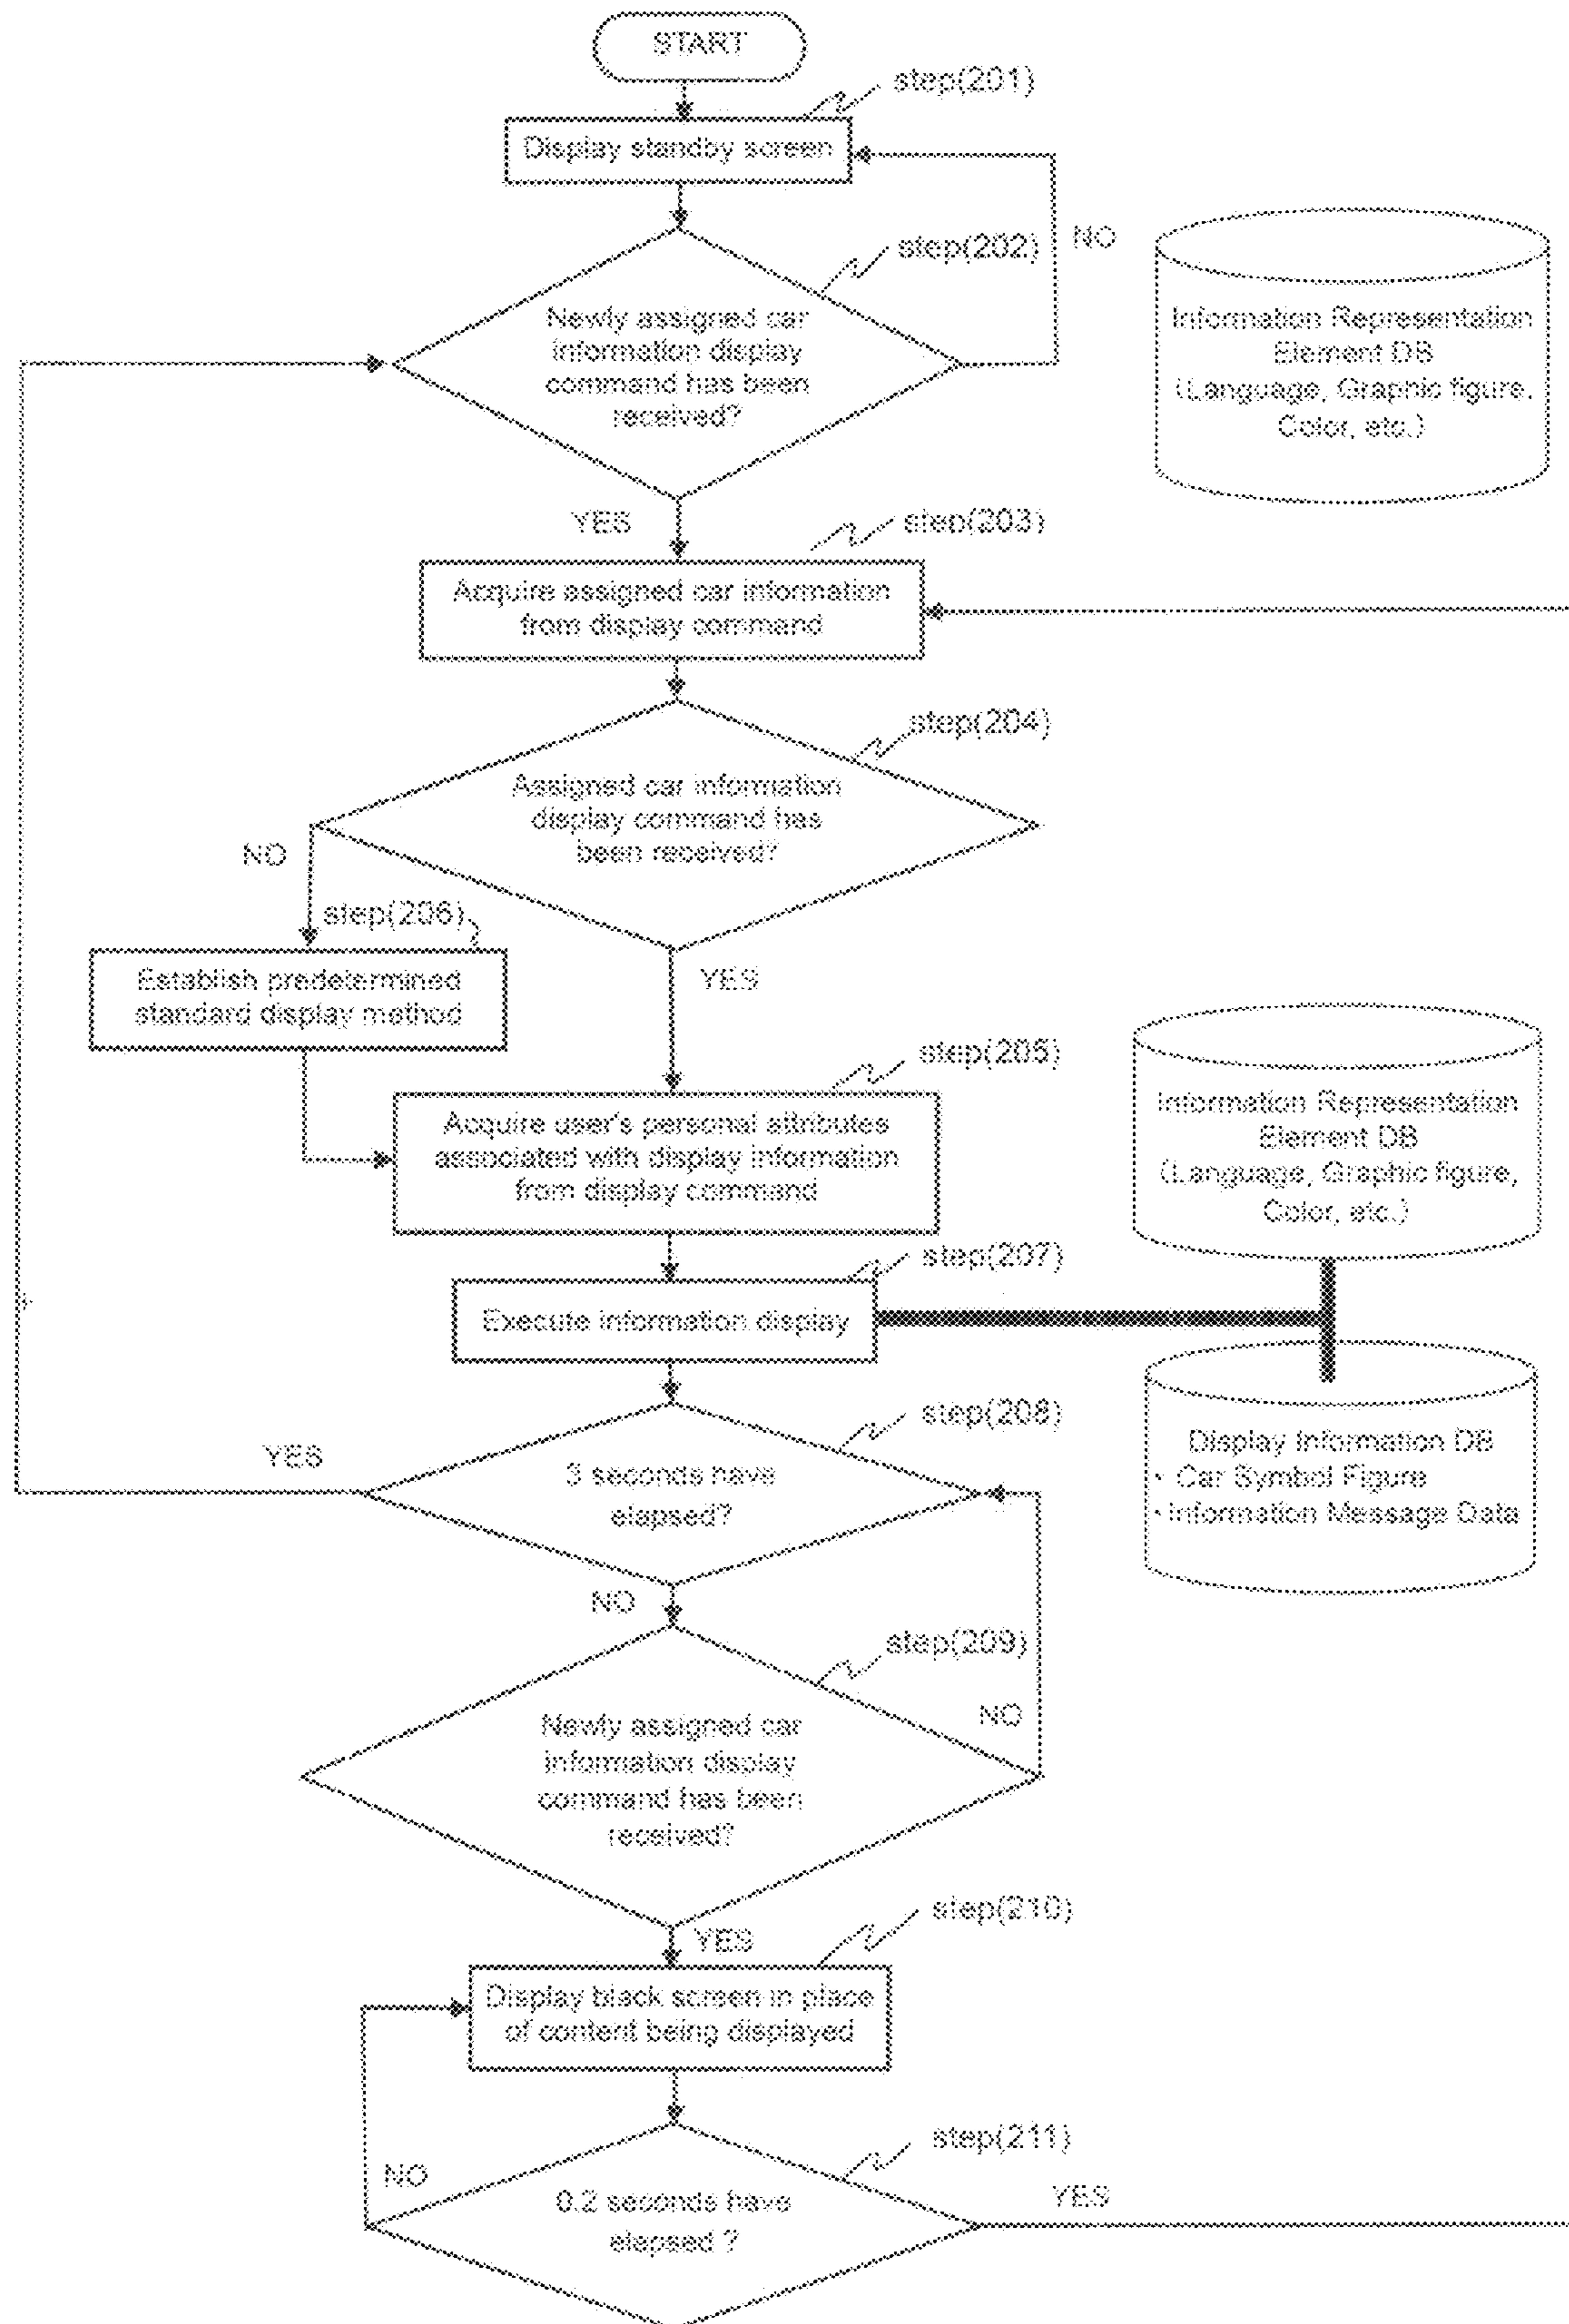 START
step(201)
Display standby screen
step(202)
NO
Newly assigned car
information display
command has been
received?
Information Representation
Element DB
(Language, Graphic figure,
Color, etc.)
YES
step(203)
Acquire assigned car information
from display command
step(204)
Assigned car information
display command has
been received?
NO
step(206)
YES
Establish predetermined
standard display method
step(205)
Acquire user's personal attributes
associated with display information
from display command
Information Representation
Element DB
(Language, Graphic figure,
Color, etc.)
step(207)
Execute information display
step(208)
YES
3 seconds have
elapsed?
Display Information DB
· Car Symbol Figure
· Information Message Data
NO
step(209)
NO
Newly assigned car
information display
command has been
received?
step(210)
YES
Display black screen in place
of content being displayed
step(211)
NO
0.2 seconds have
elapsed ?
YES